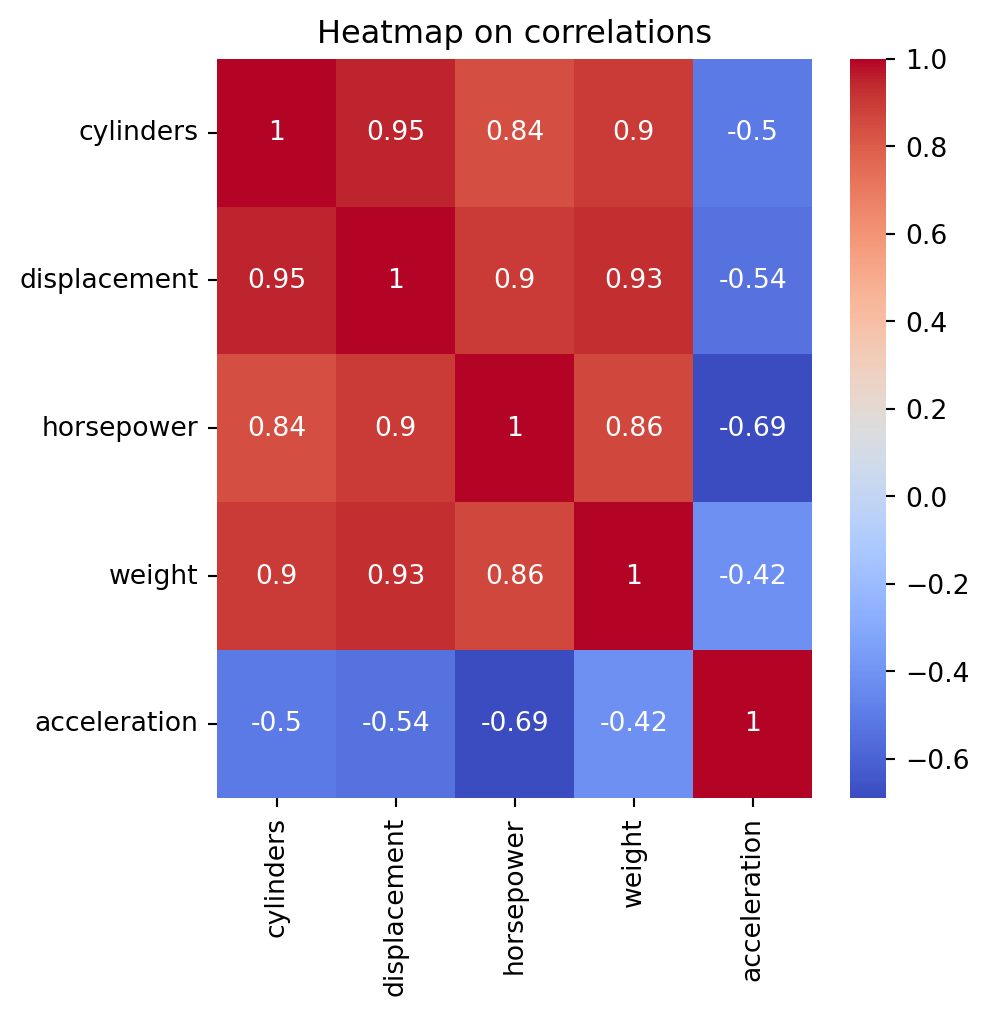 Heatmap on correlations
cylinders 1 0.95 0.84 0.9 -0.5
displacement 0.95 1 0.9 0.93 -0.54
horsepower 0.84 0.9 1 0.86 -0.69
weight 0.9 0.93 0.86 1 -0.42
acceleration -0.5 -0.54 -0.69 -0.42 1
cylinders
displacement
horsepower
weight
acceleration
1.0
0.8
0.6
0.4
0.2
0.0
−0.2
−0.4
−0.6